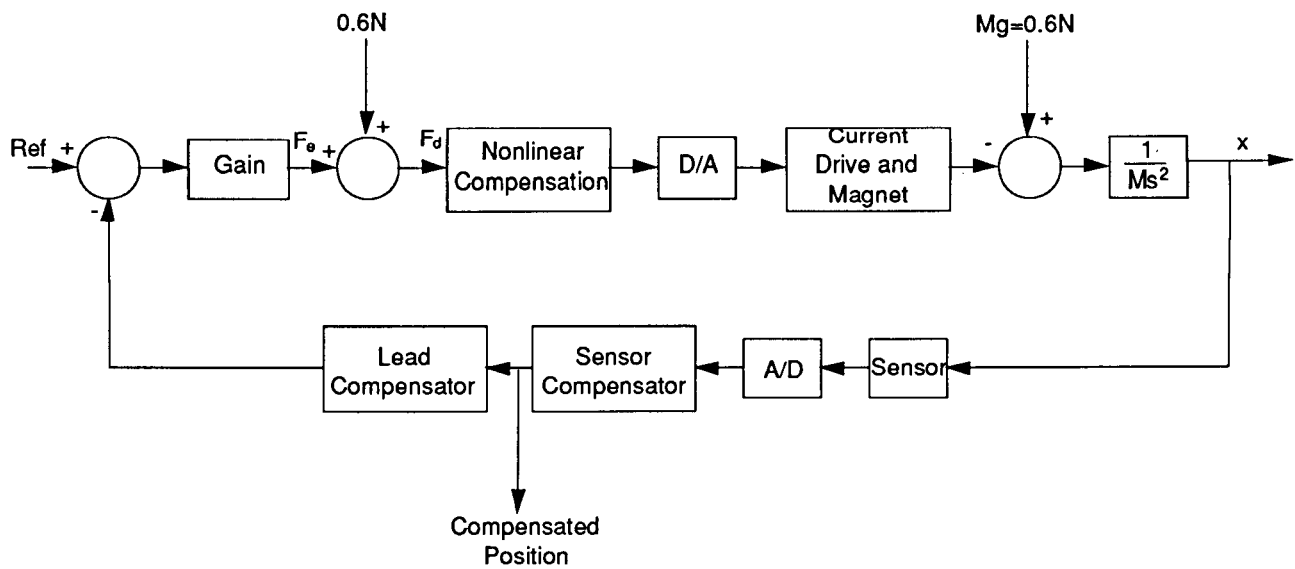 0.6N
Mg=0.6N
Ref
+
-
Gain
Fe
+
+
Fd
Nonlinear
Compensation
D/A
Current
Drive and
Magnet
-
+
1
Ms²
x
Lead
Compensator
Sensor
Compensator
A/D
Sensor
Compensated
Position